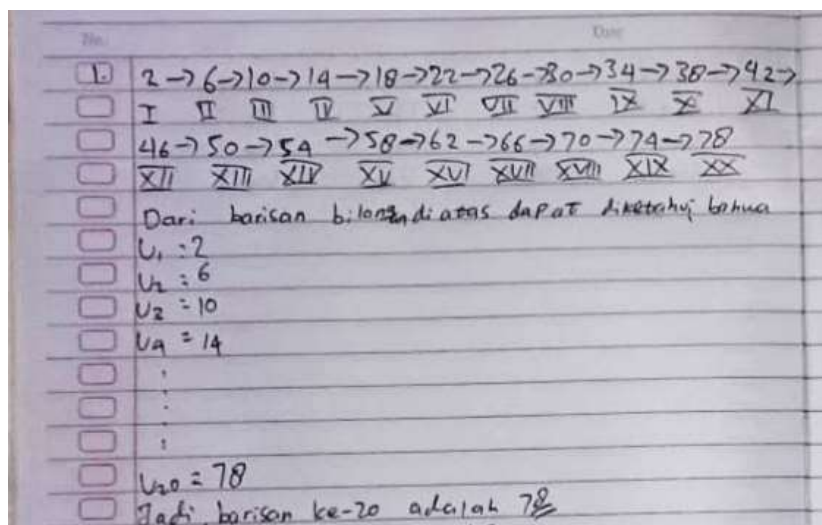 No. Date
1. 2→6→10→14→18→22→26→30→34→38→42→
I II III IV V VI VII VIII IX X XI
46→50→54→58→62→66→70→74→78
XII XIII XIV XV XVI XVII XVIII XIX XX
Dari barisan bilangan diatas dapat diketahui bahwa
U₁ : 2
U₂ = 6
U₃ = 10
U₄ = 14
:
:
:
U₂₀ = 78
Jadi barisan ke-20 adalah 78